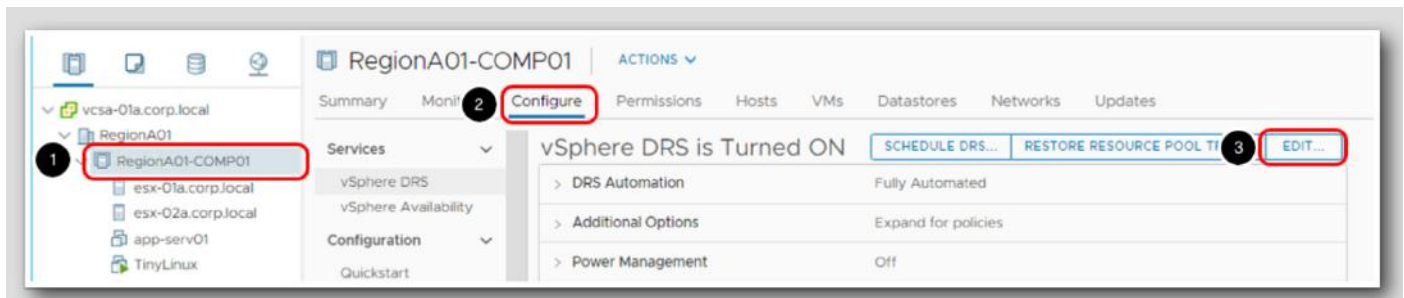 RegionA01-COMP01 ACTIONS
vcsa-01a.corp.local
Summary 2 Configure Permissions Hosts VMs Datastores Networks Updates
RegionA01
1 RegionA01-COMP01
Services
vSphere DRS is Turned ON SCHEDULE DRS... RESTORE RESOURCE POOL 3 EDIT...
esx-01a.corp.local
vSphere DRS
> DRS Automation Fully Automated
esx-02a.corp.local
vSphere Availability
> Additional Options Expand for policies
app-serv01
Configuration
TinyLinux
Quickstart
> Power Management Off